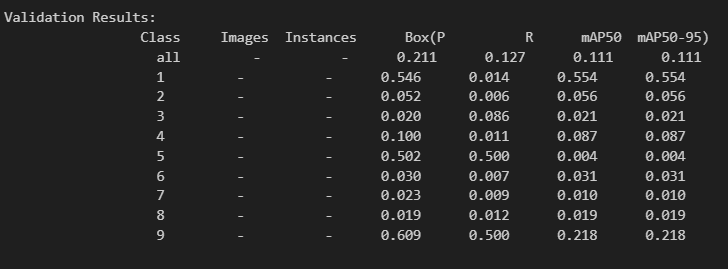 Validation Results:
Class Images Instances Box(P R mAP50 mAP50-95)
all - - 0.211 0.127 0.111 0.111
1 - - 0.546 0.014 0.554 0.554
2 - - 0.052 0.006 0.056 0.056
3 - - 0.020 0.086 0.021 0.021
4 - - 0.100 0.011 0.087 0.087
5 - - 0.502 0.500 0.004 0.004
6 - - 0.030 0.007 0.031 0.031
7 - - 0.023 0.009 0.010 0.010
8 - - 0.019 0.012 0.019 0.019
9 - - 0.609 0.500 0.218 0.218